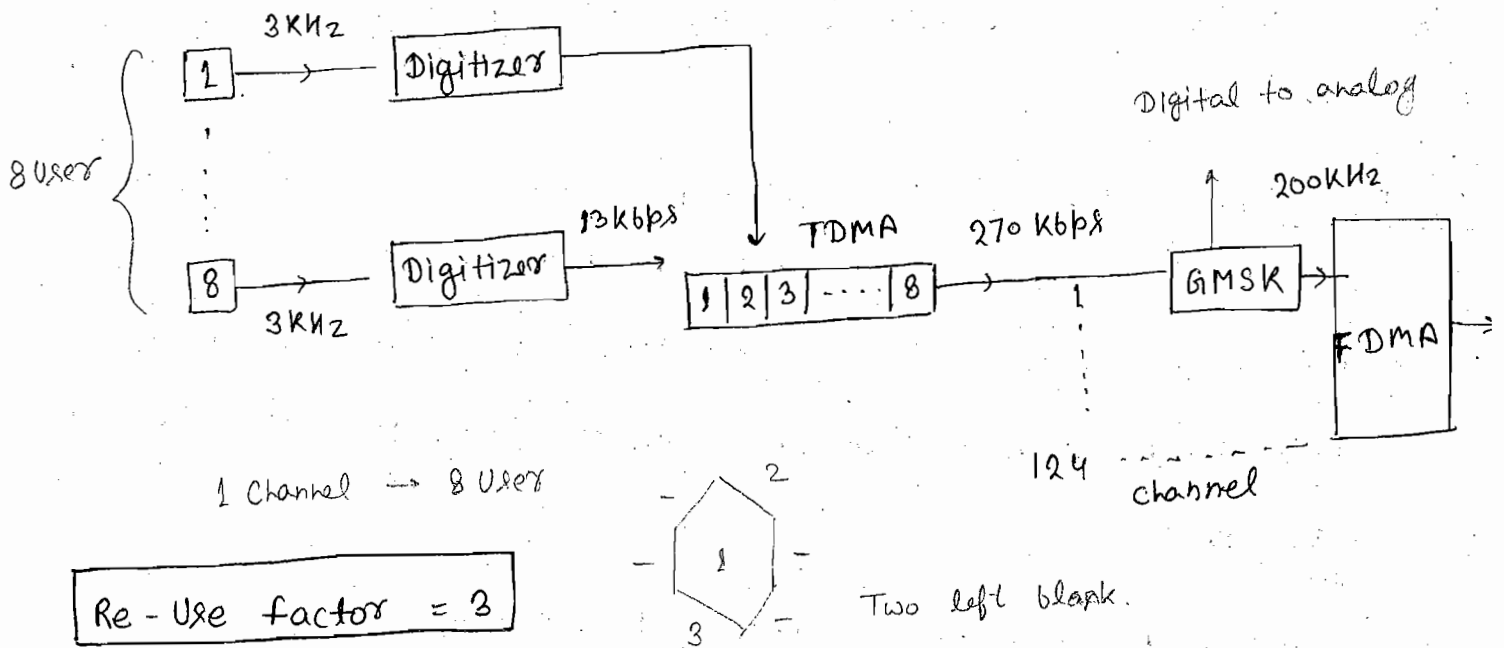 3KHz
1
Digitizer
Digital to analog
8 User
200KHz
13 kbps
TDMA
270 Kbps
8
Digitizer
1 | 2 | 3 | ---- | 8
1
GMSK
FDMA
3KHz
124 channel
1 Channel → 8 User
2
1
3
Re - Use factor = 3
Two left blank.